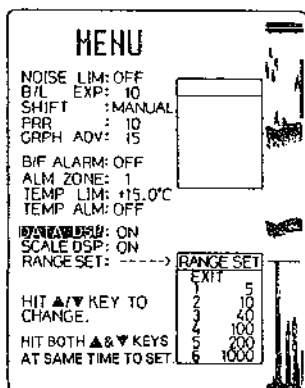 MENU
NOISE LIM: OFF
B/L EXP: 10
SHIFT : MANUAL
PRR : 10
GRPH ADV: 15
B/F ALARM: OFF
ALM ZONE: 1
TEMP LIM: +15.0°C
TEMP ALM: OFF
DATA DSP: ON
SCALE DSP: ON
RANGE SET: ----->
RANGE SET
EXIT
1 5
2 10
3 40
4 100
5 200
6 1000
HIT ▲/▼ KEY TO
CHANGE.
HIT BOTH ▲&▼ KEYS
AT SAME TIME TO SET.